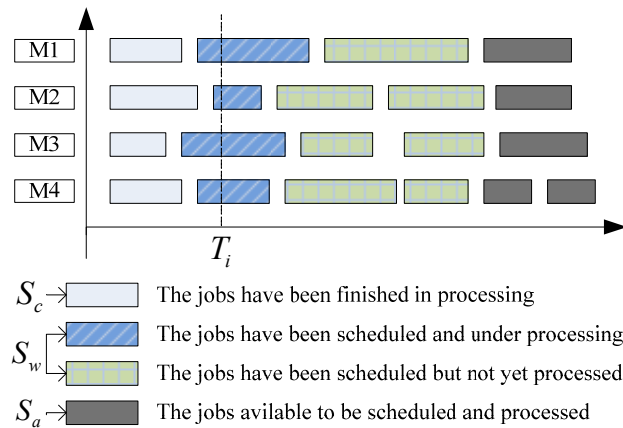 M1
M2
M3
M4
T_i
S_c The jobs have been finished in processing
The jobs have been scheduled and under processing
S_w
The jobs have been scheduled but not yet processed
S_a The jobs avilable to be scheduled and processed